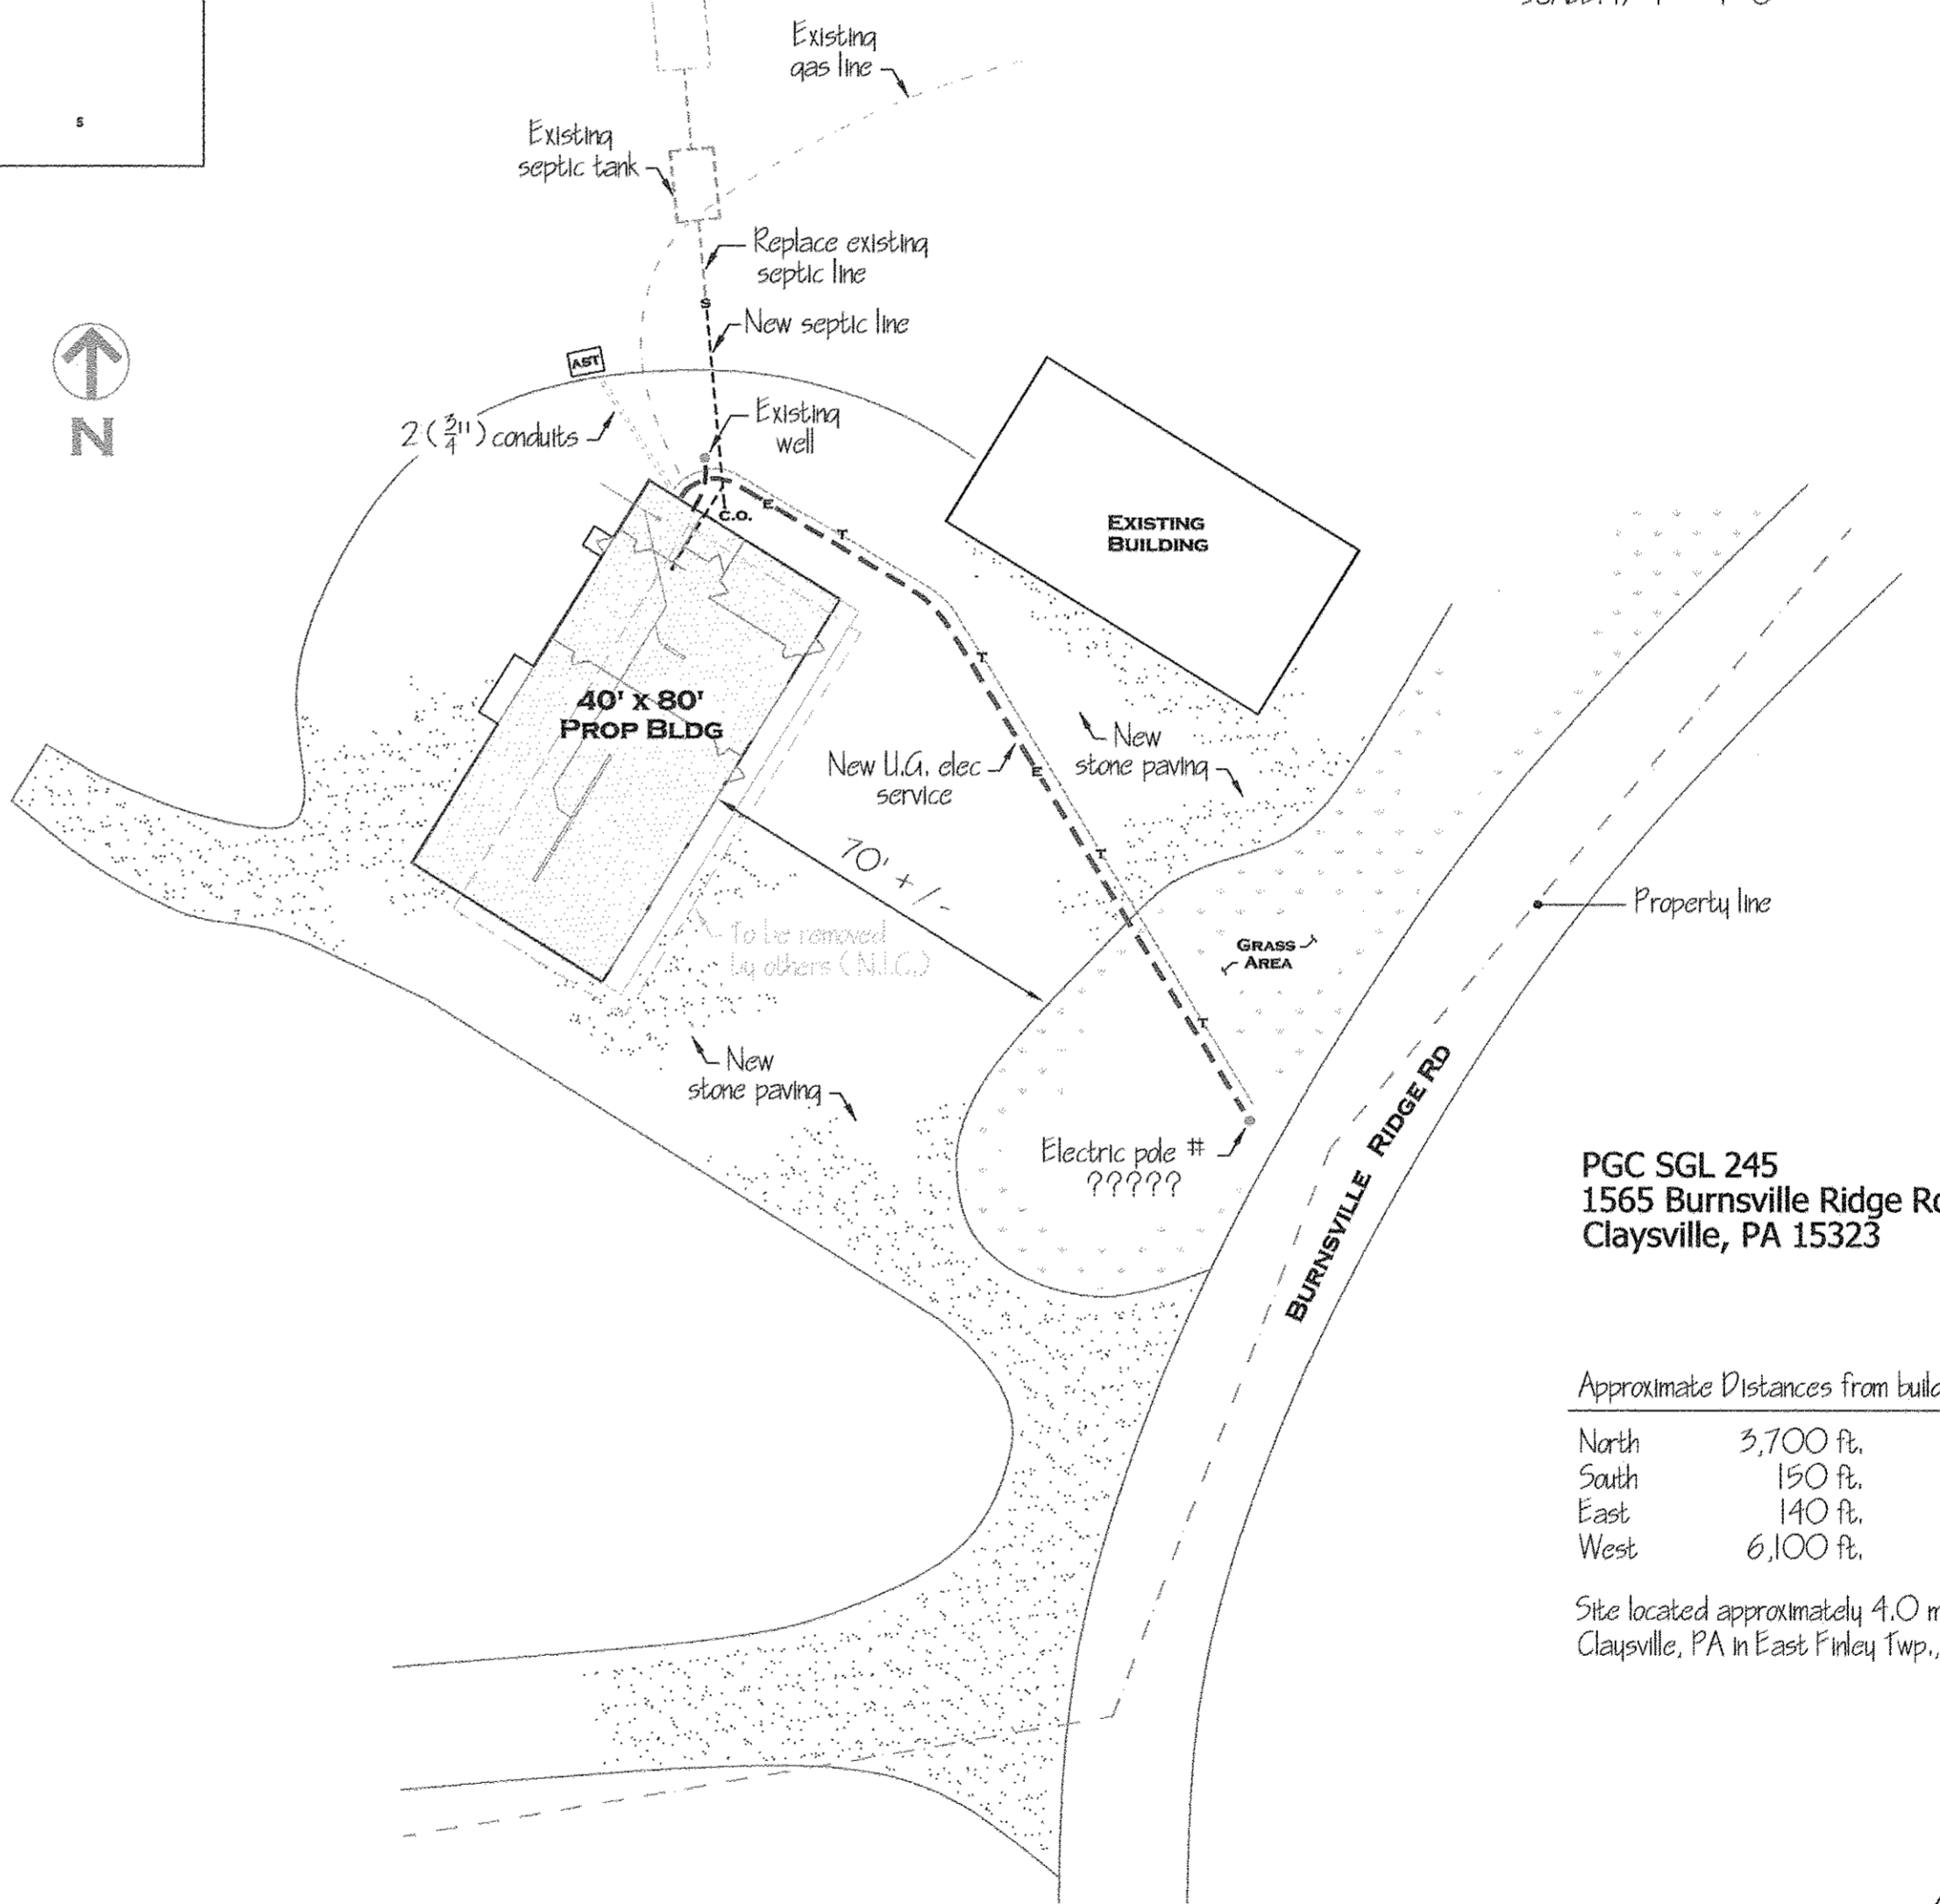 Existing
gas line
S
Existing
septic tank
Replace existing
septic line
S
New septic line
AST
N
2 (3/4") conduits
Existing
well
E
C.O.
T
EXISTING
BUILDING
T
40' x 80'
PROP BLDG
New U.G. elec
service
E
New
stone paving
70' +/-
T
Property line
To be removed
by others (N.I.C.)
GRASS
AREA
T
New
stone paving
Electric pole #
?????
BURNSVILLE RIDGE RD
PGC SGL 245
1565 Burnsville Ridge Ro
Claysville, PA 15323
Approximate Distances from build
North 3,700 ft.
South 150 ft.
East 140 ft.
West 6,100 ft.
Site located approximately 4.0 m
Claysville, PA in East Finley Twp.,